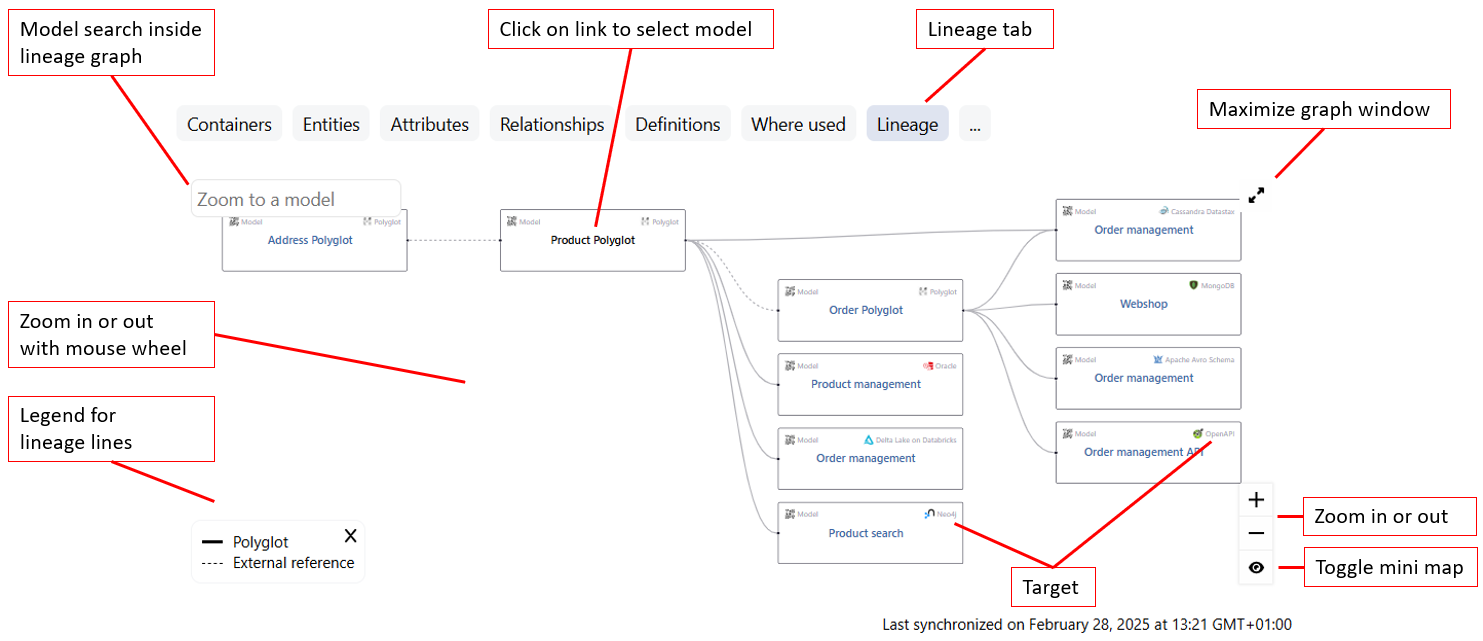 Model search inside
lineage graph
Click on link to select model
Lineage tab
Maximize graph window
Containers
Entities
Attributes
Relationships
Definitions
Where used
Lineage
...
Zoom to a model
Model
Polyglot
Address Polyglot
Model
Polyglot
Product Polyglot
Model
Cassandra Datastax
Order management
Model
MongoDB
Webshop
Model
Polyglot
Order Polyglot
Model
Apache Avro Schema
Order management
Model
Oracle
Product management
Model
OpenAPI
Order management API
Model
Delta Lake on Databricks
Order management
Model
Neo4j
Product search
Zoom in or out
with mouse wheel
Legend for
lineage lines
X
Polyglot
External reference
Target
Zoom in or out
Toggle mini map
Last synchronized on February 28, 2025 at 13:21 GMT+01:00